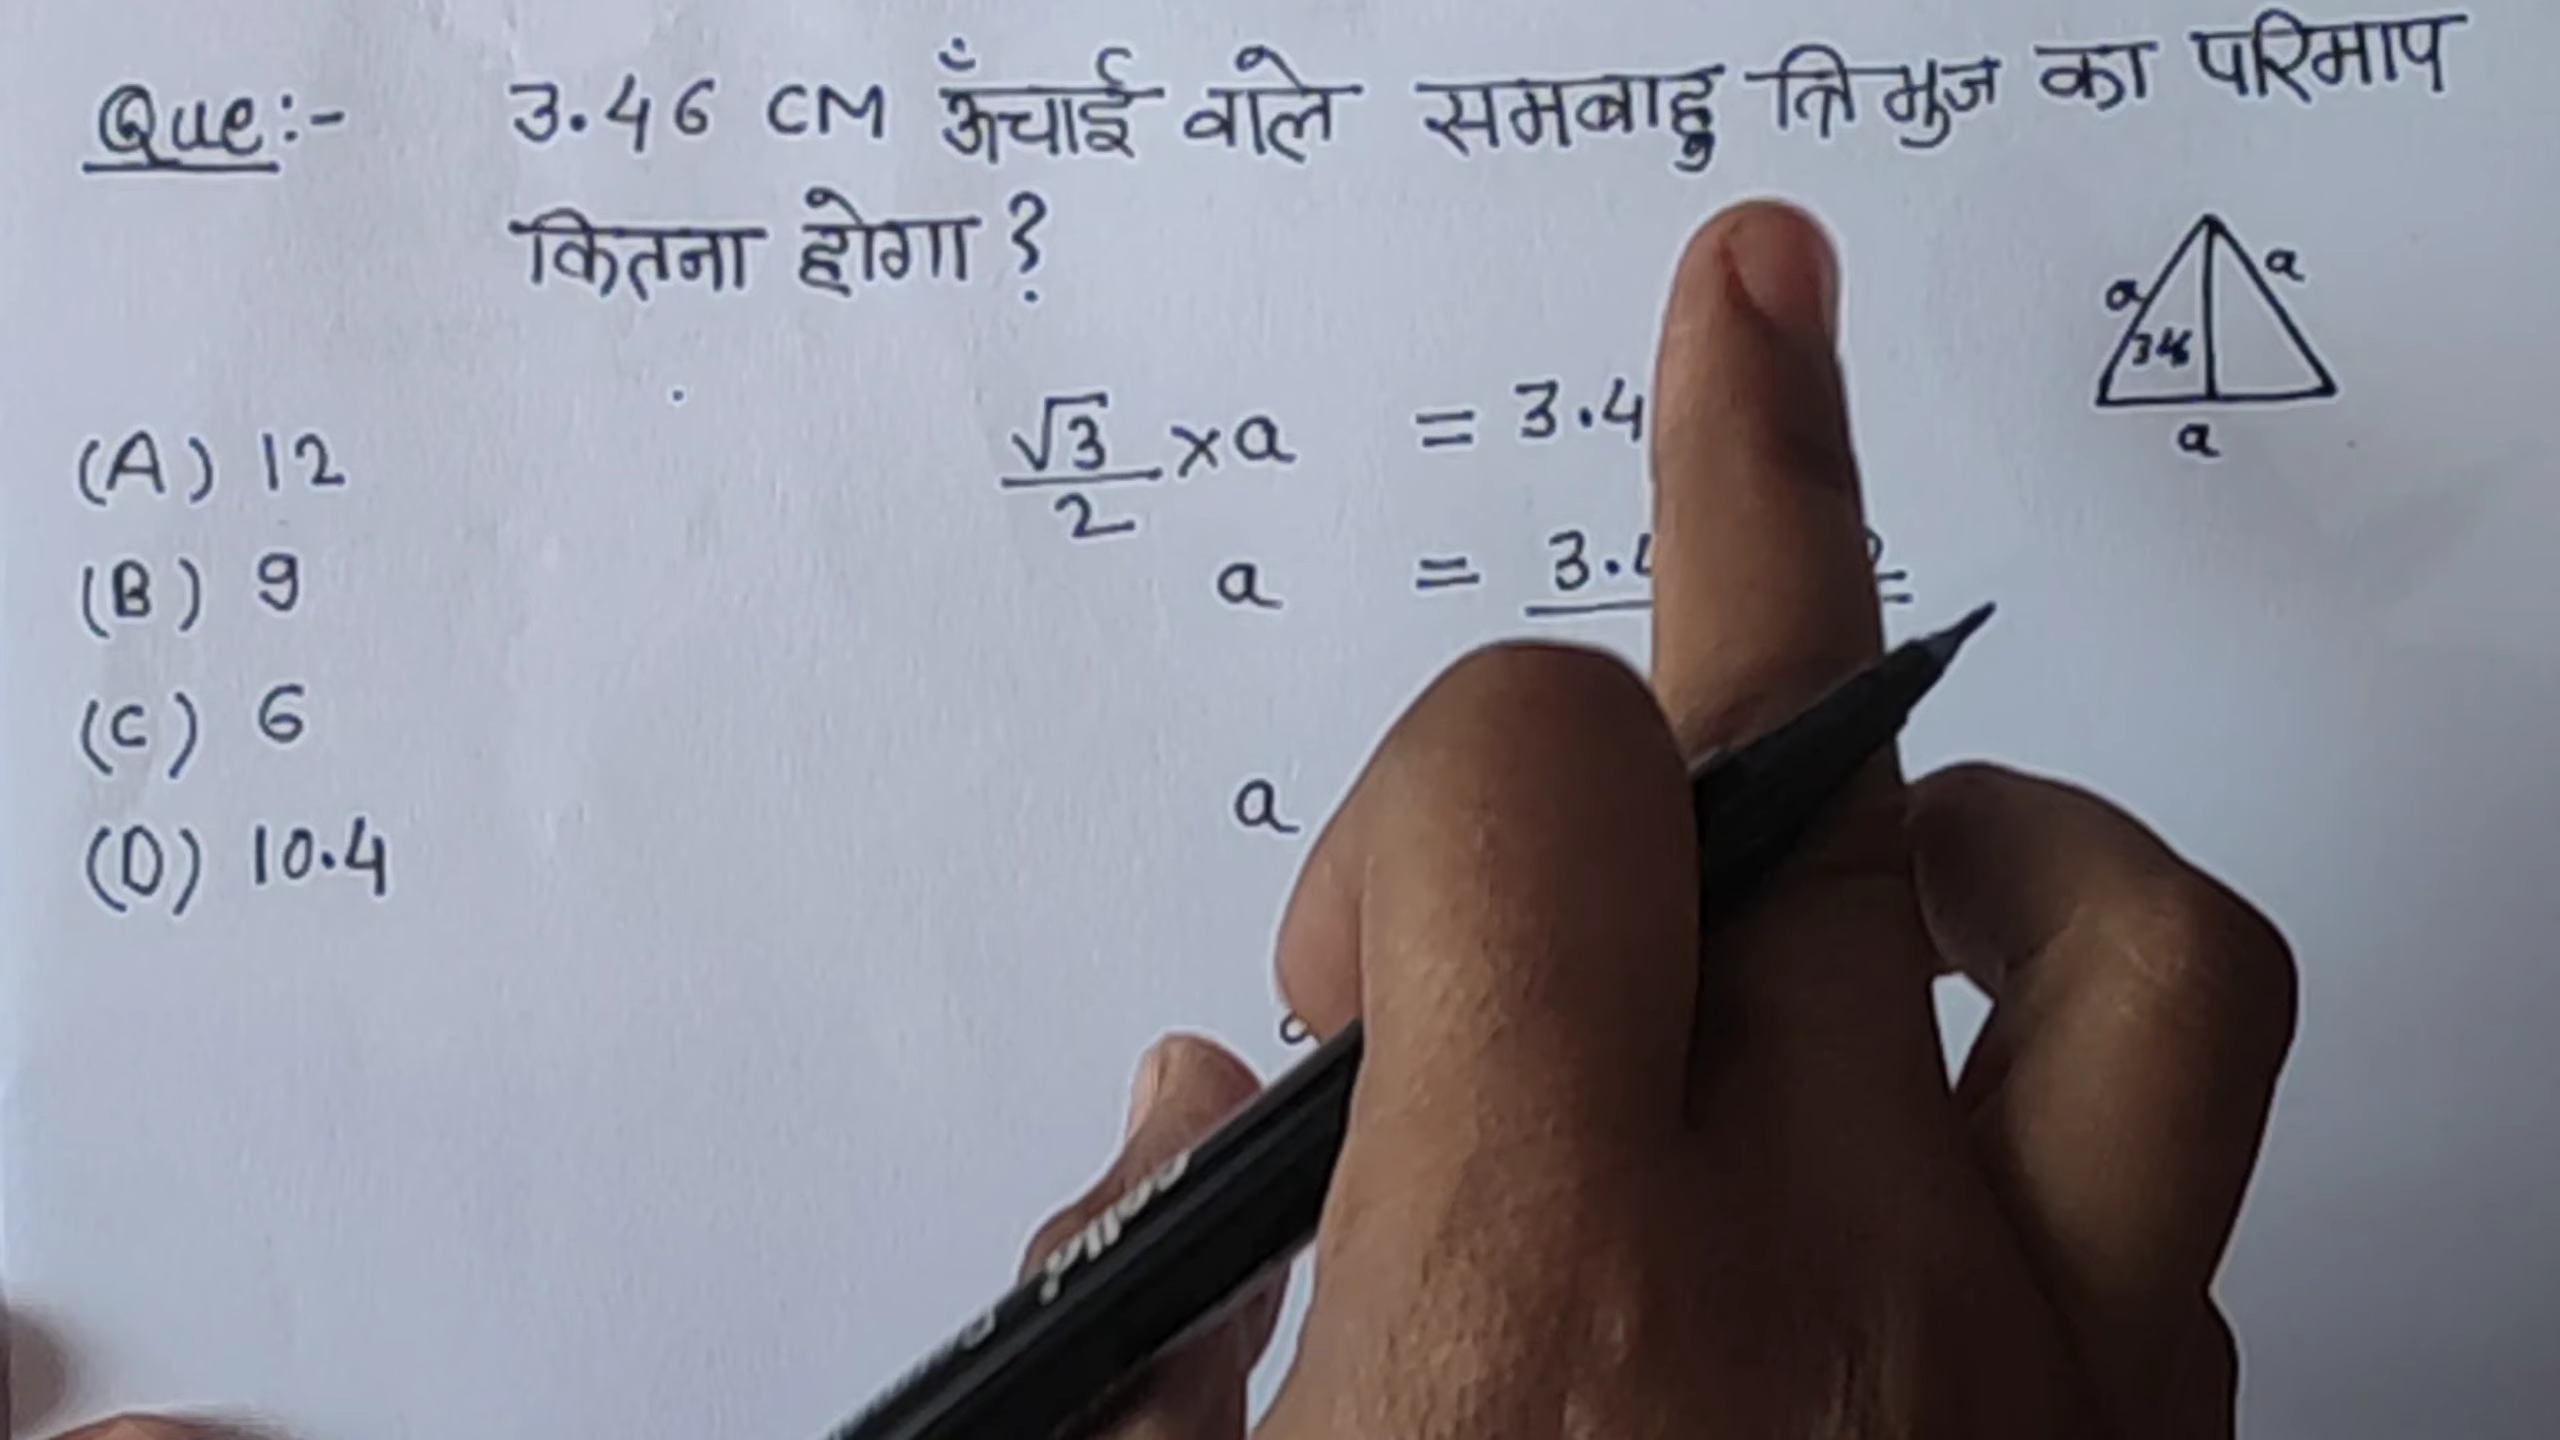 Que:- 3.46 CM ऊँचाई वाले समबाहु त्रिभुज का परिमाप
कितना होगा?
(A) 12
(B) 9
(C) 6
(D) 10.4
√3/2 × a = 3.4
a = 3.
a
a
a
3.46
a